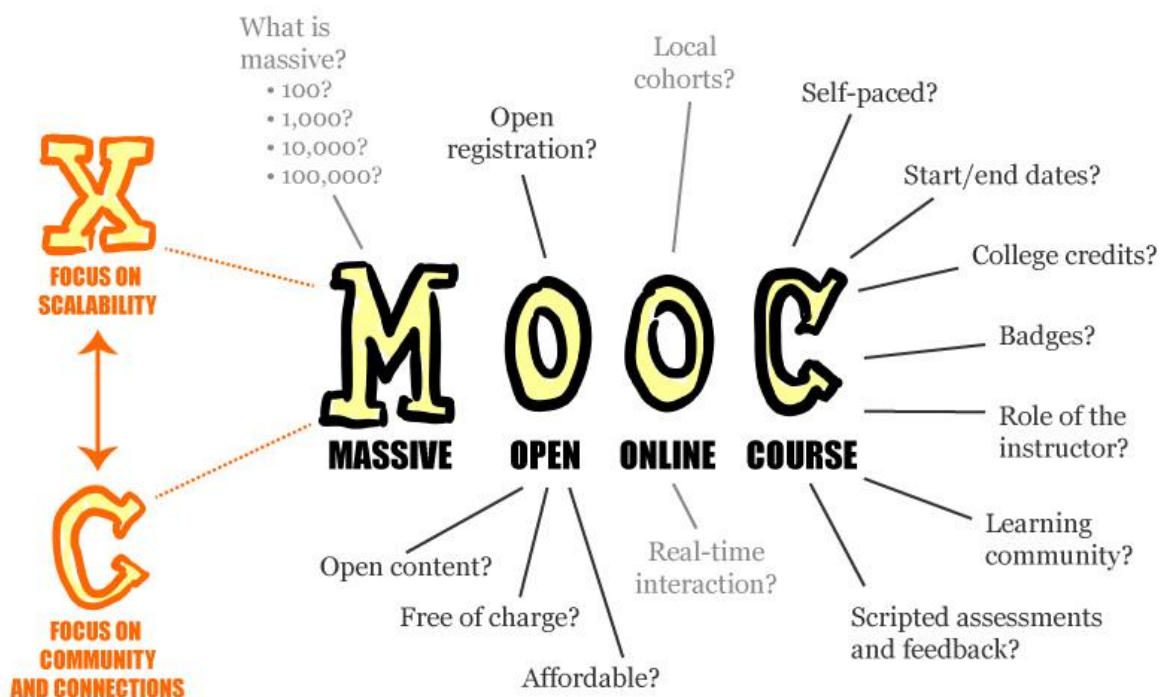 What is
massive?
• 100?
• 1,000?
• 10,000?
• 100,000?
Open
registration?
Local
cohorts?
Self-paced?
Start/end dates?
College credits?
Badges?
Role of the
instructor?
Learning
community?
Scripted assessments
and feedback?
X
FOCUS ON
SCALABILITY
C
FOCUS ON
COMMUNITY
AND CONNECTIONS
MOOC
MASSIVE OPEN ONLINE COURSE
Open content?
Free of charge?
Affordable?
Real-time
interaction?